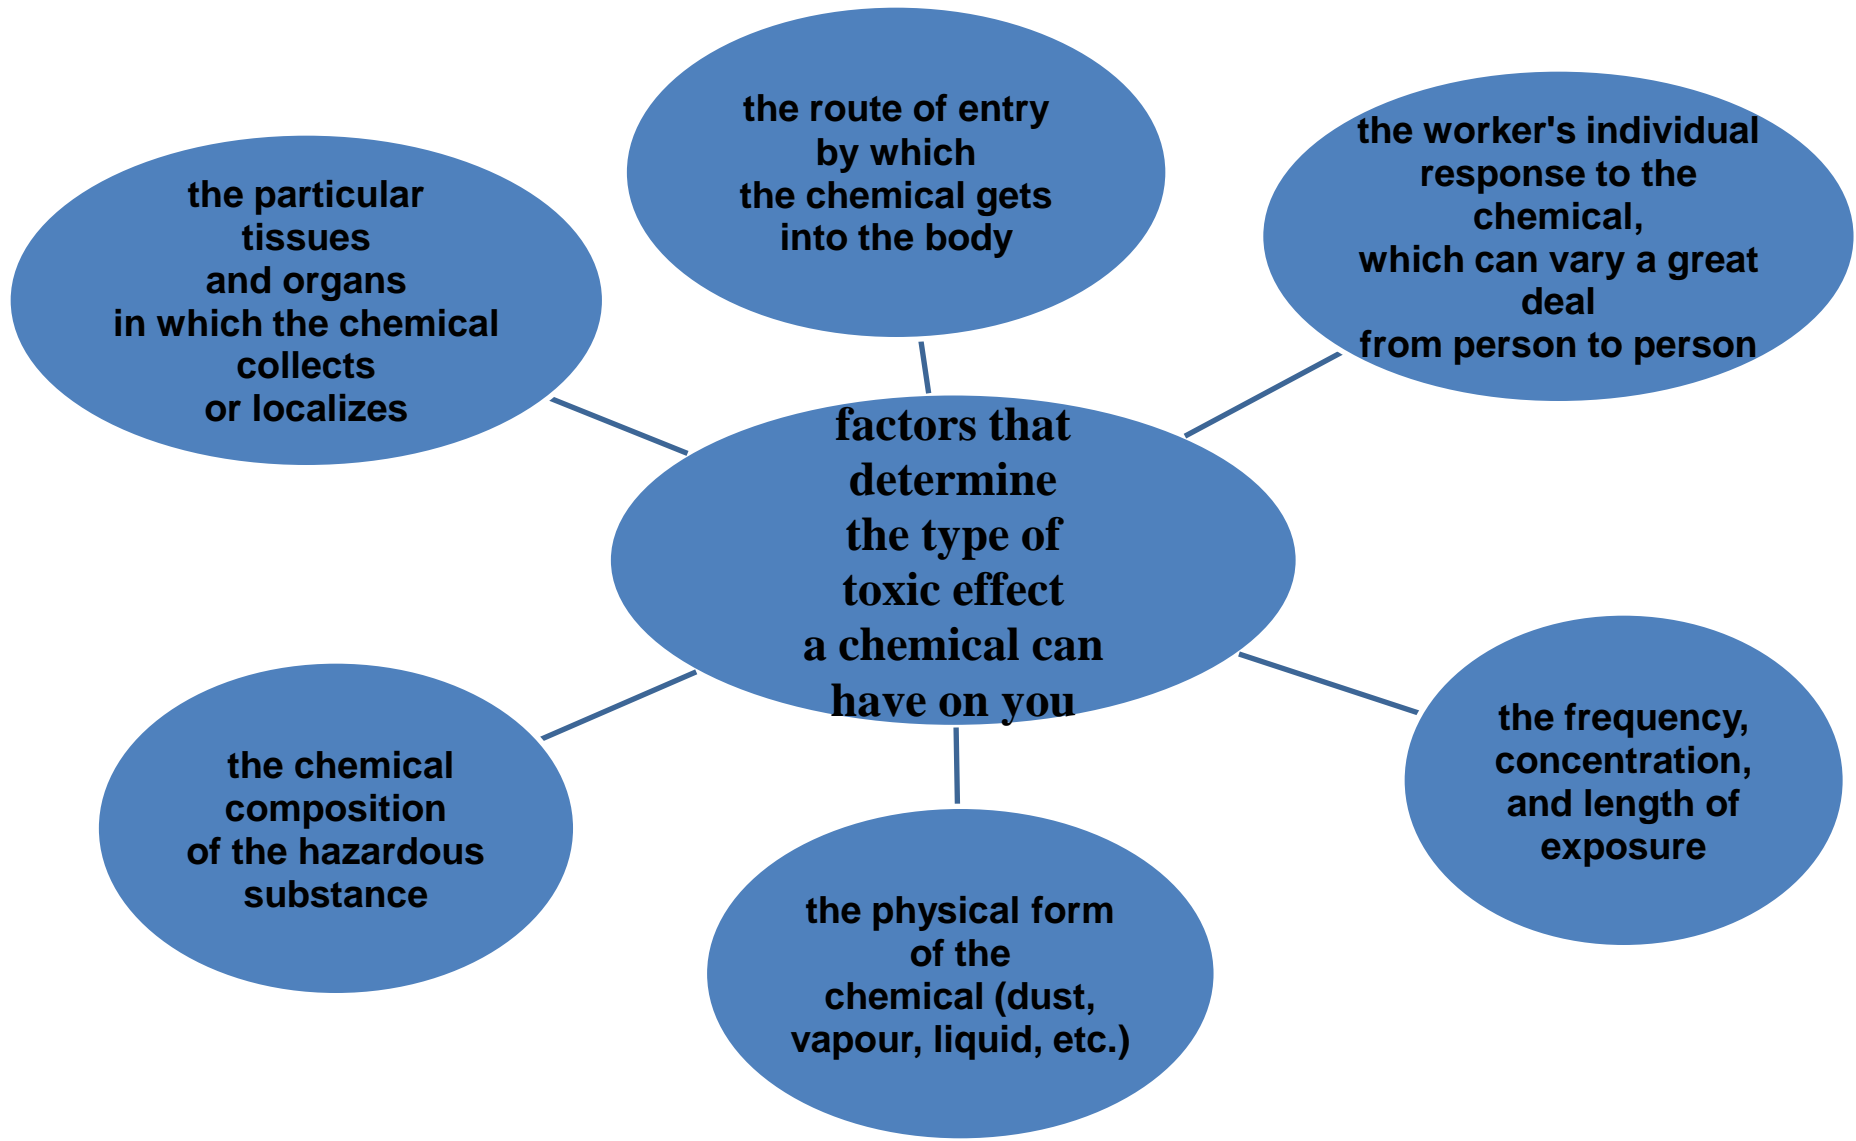 the route of entry
by which
the chemical gets
into the body
the worker's individual
response to the
chemical,
which can vary a great
deal
from person to person
the particular
tissues
and organs
in which the chemical
collects
or localizes
factors that
determine
the type of
toxic effect
a chemical can
have on you
the frequency,
concentration,
and length of
exposure
the chemical
composition
of the hazardous
substance
the physical form
of the
chemical (dust,
vapour, liquid, etc.)